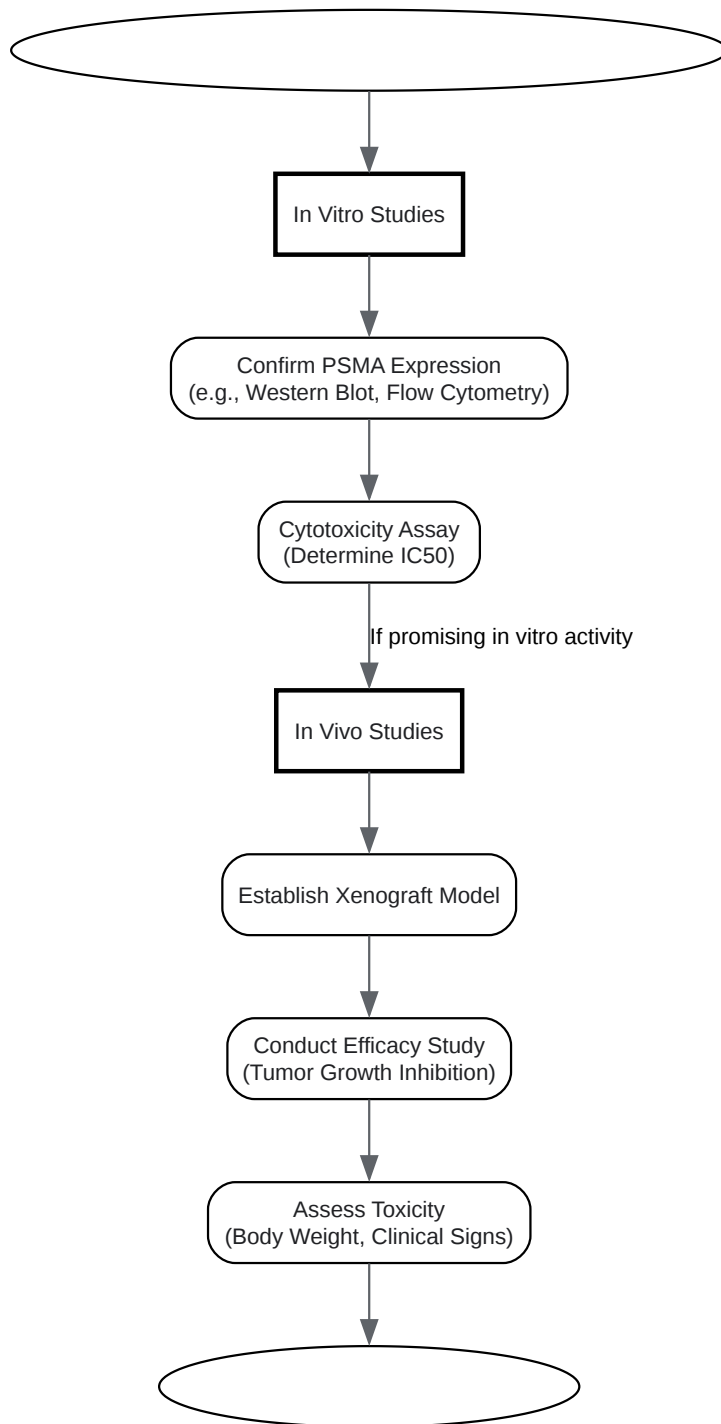 In Vitro Studies
Confirm PSMA Expression
(e.g., Western Blot, Flow Cytometry)
Cytotoxicity Assay
(Determine IC50)
If promising in vitro activity
In Vivo Studies
Establish Xenograft Model
Conduct Efficacy Study
(Tumor Growth Inhibition)
Assess Toxicity
(Body Weight, Clinical Signs)